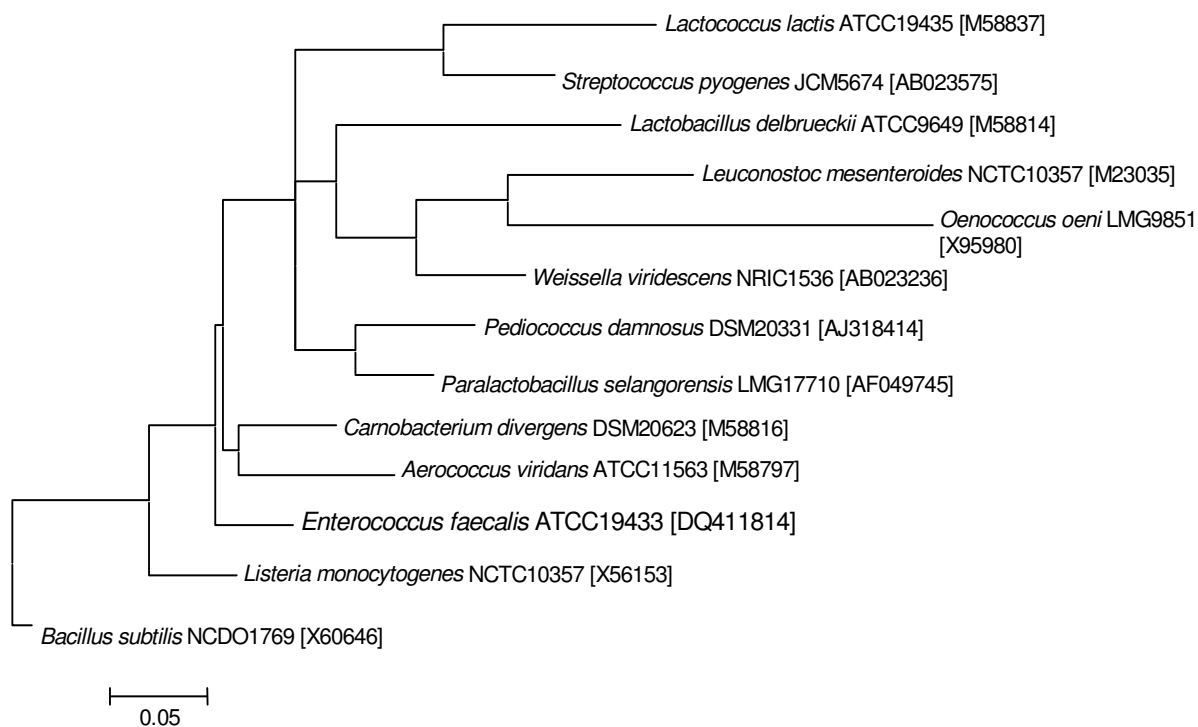 Lactococcus lactis ATCC19435 [M58837]
Streptococcus pyogenes JCM5674 [AB023575]
Lactobacillus delbrueckii ATCC9649 [M58814]
Leuconostoc mesenteroides NCTC10357 [M23035]
Oenococcus oeni LMG9851
[X95980]
Weissella viridescens NRIC1536 [AB023236]
Pediococcus damnosus DSM20331 [AJ318414]
Paralactobacillus selangorensis LMG17710 [AF049745]
Carnobacterium divergens DSM20623 [M58816]
Aerococcus viridans ATCC11563 [M58797]
Enterococcus faecalis ATCC19433 [DQ411814]
Listeria monocytogenes NCTC10357 [X56153]
Bacillus subtilis NCDO1769 [X60646]
0.05